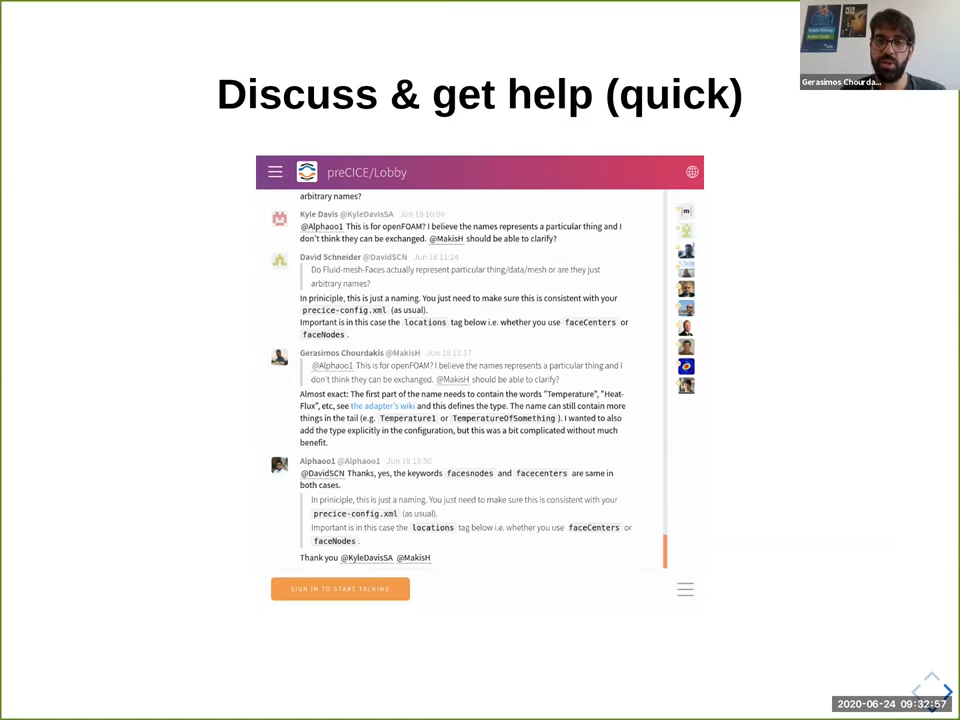 Gerasimos Chourda...
Discuss & get help (quick)
preCICE/Lobby
arbitrary names?
Kyle Davis @KyleDavisSA Jun 18 10:06
@Alphaoo1 This is for openFOAM? I believe the names represents a particular thing and I
don't think they can be exchanged. @MakisH should be able to clarify?
David Schneider @DavidSCN Jun 18 11:24
Do Fluid-mesh-Faces actually represent particular thing/data/mesh or are they just
arbitrary names?
In priniciple, this is just a naming. You just need to make sure this is consistent with your
precice-config.xml (as usual).
Important is in this case the locations tag below i.e. whether you use faceCenters or
faceNodes.
Gerasimos Chourdakis @MakisH Jun 18 13:17
@Alphaoo1 This is for openFOAM? I believe the names represents a particular thing and I
don't think they can be exchanged. @MakisH should be able to clarify?
Almost exact: The first part of the name needs to contain the words "Temperature", "Heat-
Flux", etc, see the adapter's wiki and this defines the type. The name can still contain more
things in the tail (e.g. Temperature1 or TemperatureOfSomething). I wanted to also
add the type explicitly in the configuration, but this was a bit complicated without much
benefit.
Alphaoo1 @Alphaoo1 Jun 18 13:50
@DavidSCN Thanks, yes, the keywords facesnodes and facecenters are same in
both cases.
In priniciple, this is just a naming. You just need to make sure this is consistent with your
precice-config.xml (as usual).
Important is in this case the locations tag below i.e. whether you use faceCenters or
faceNodes.
Thank you @KyleDavisSA @MakisH
SIGN IN TO START TALKING
2020-06-24 09:32:57